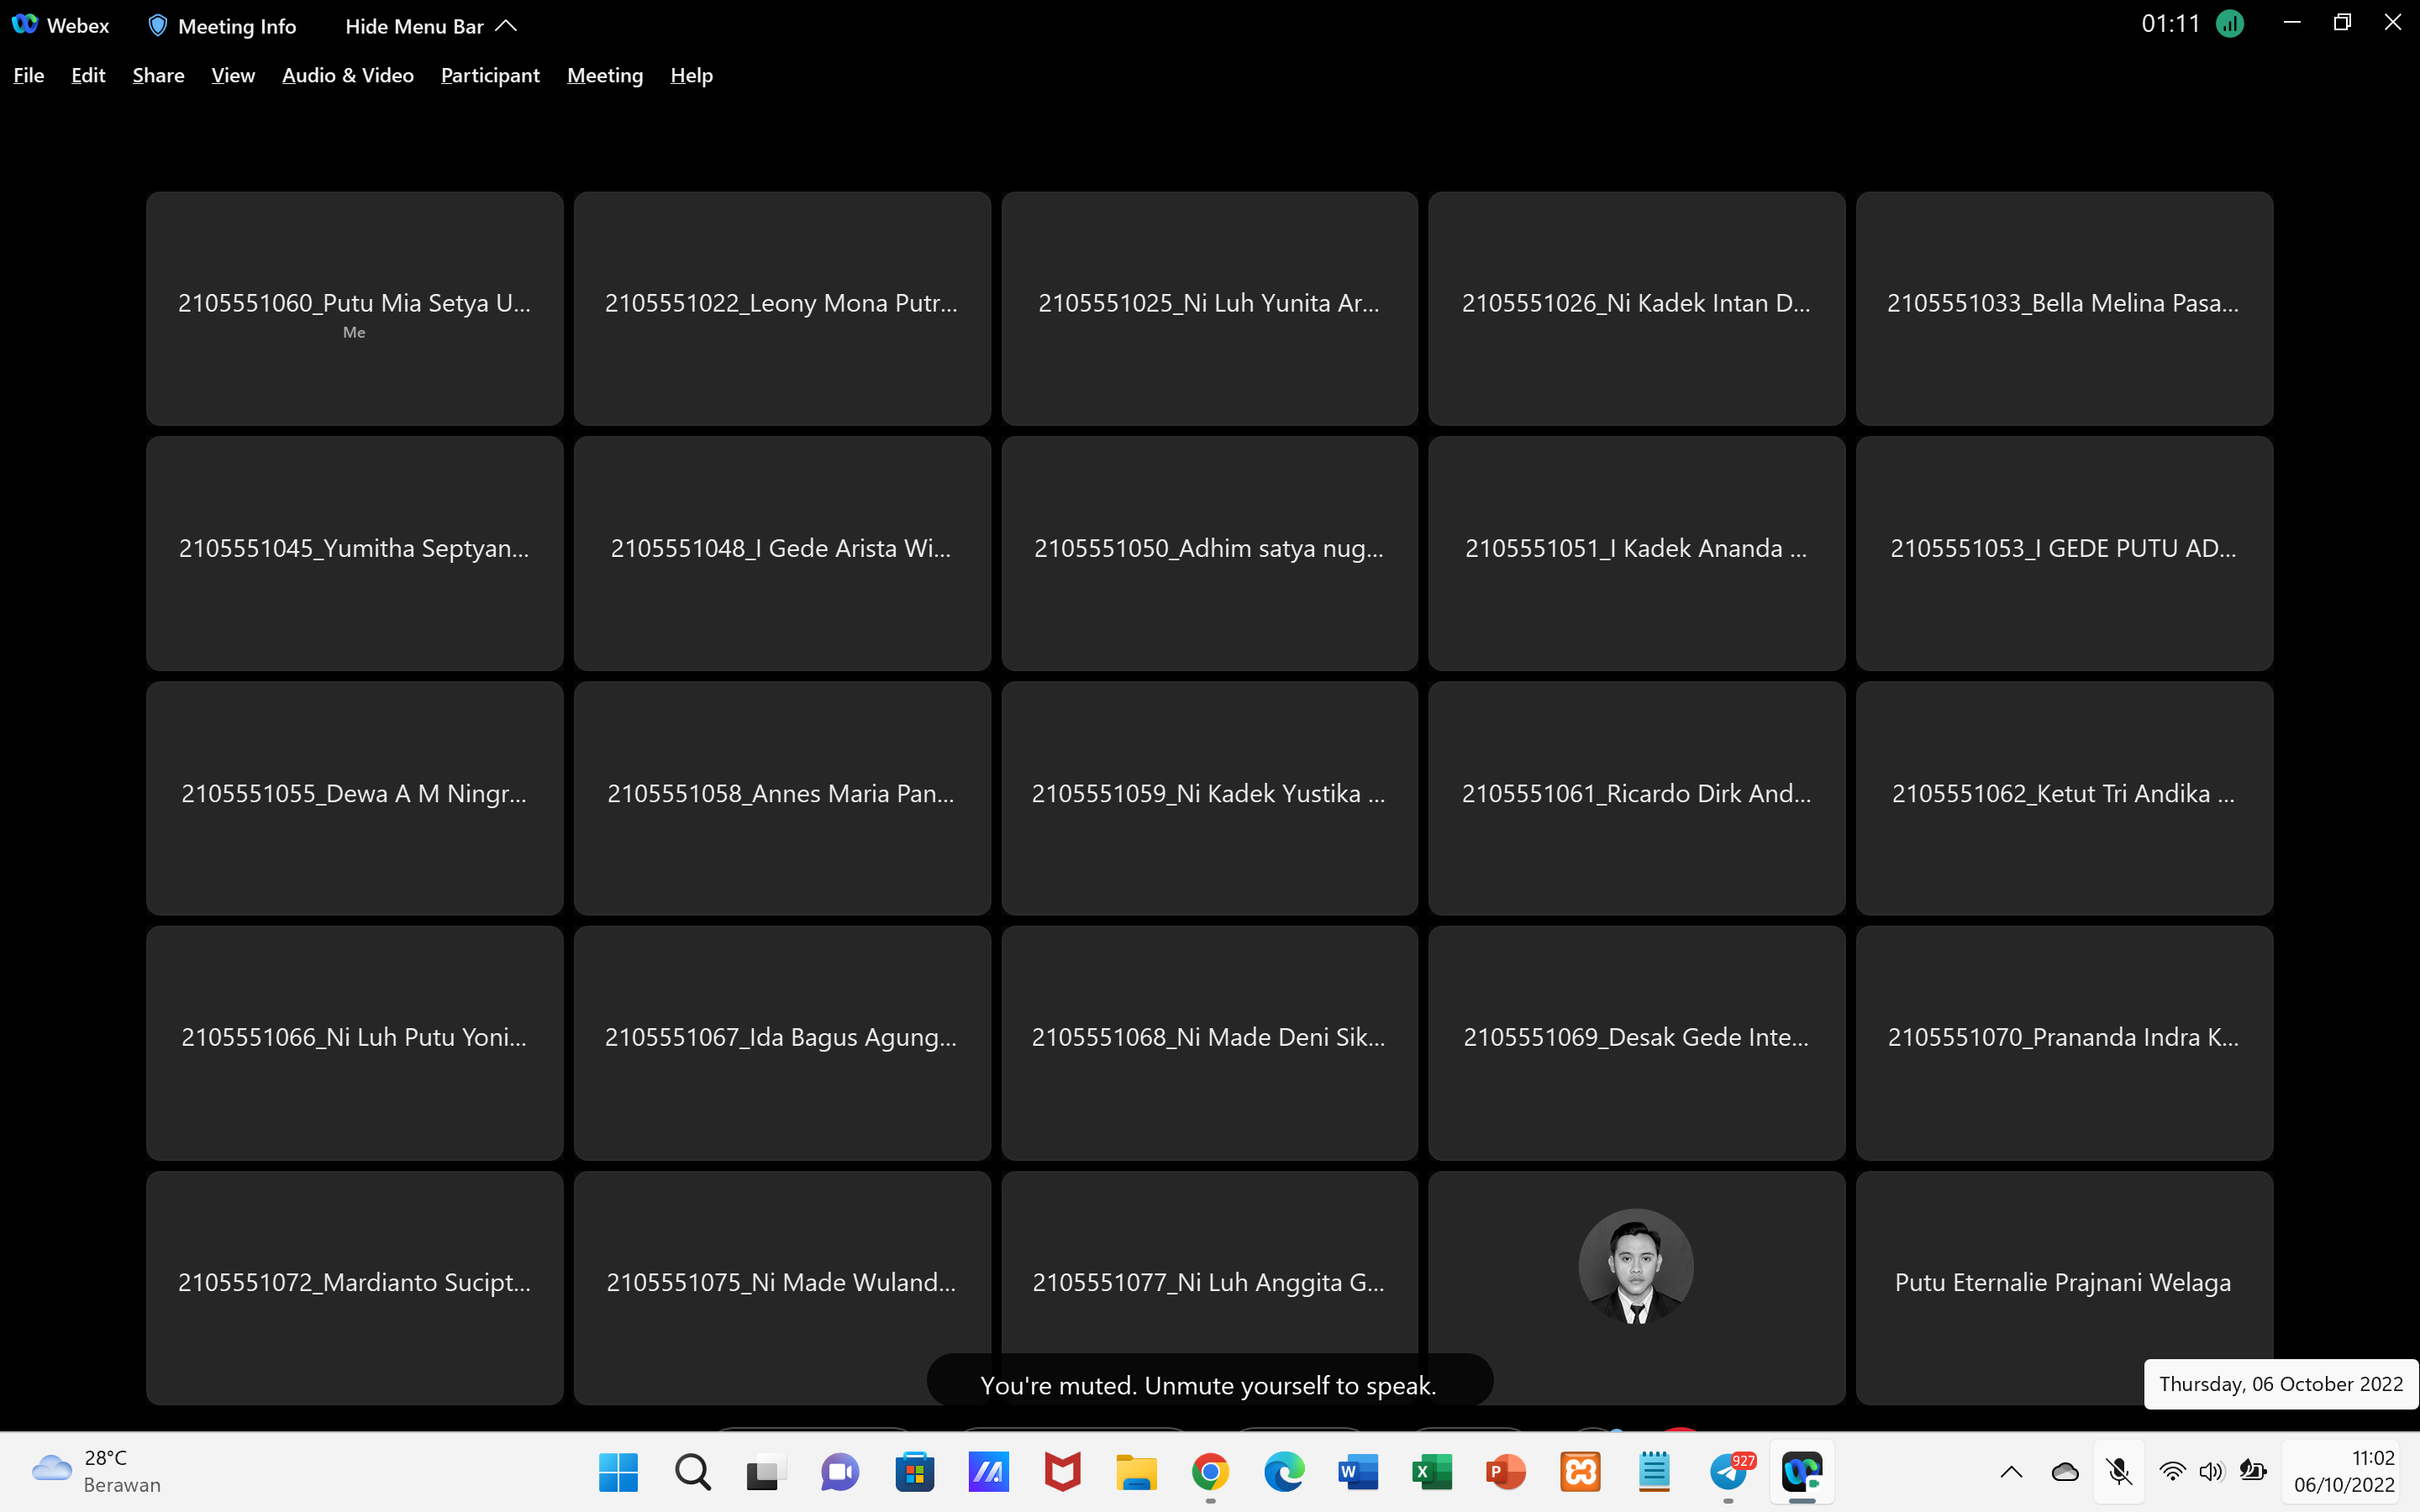 Webex Meeting Info Hide Menu Bar 01:11
File Edit Share View Audio & Video Participant Meeting Help
2105551060_Putu Mia Setya U... 2105551022_Leony Mona Putr... 2105551025_Ni Luh Yunita Ar... 2105551026_Ni Kadek Intan D... 2105551033_Bella Melina Pasa...
Me
2105551045_Yumitha Septyan... 2105551048_I Gede Arista Wi... 2105551050_Adhim satya nug... 2105551051_I Kadek Ananda ... 2105551053_I GEDE PUTU AD...
2105551055_Dewa A M Ningr... 2105551058_Annes Maria Pan... 2105551059_Ni Kadek Yustika ... 2105551061_Ricardo Dirk And... 2105551062_Ketut Tri Andika ...
2105551066_Ni Luh Putu Yoni... 2105551067_Ida Bagus Agung... 2105551068_Ni Made Deni Sik... 2105551069_Desak Gede Inte... 2105551070_Prananda Indra K...
2105551072_Mardianto Sucipt... 2105551075_Ni Made Wuland... 2105551077_Ni Luh Anggita G... Putu Eternalie Prajnani Welaga
You're muted. Unmute yourself to speak.
Thursday, 06 October 2022
28°C
Berawan
W
X
P
927
11:02
06/10/2022